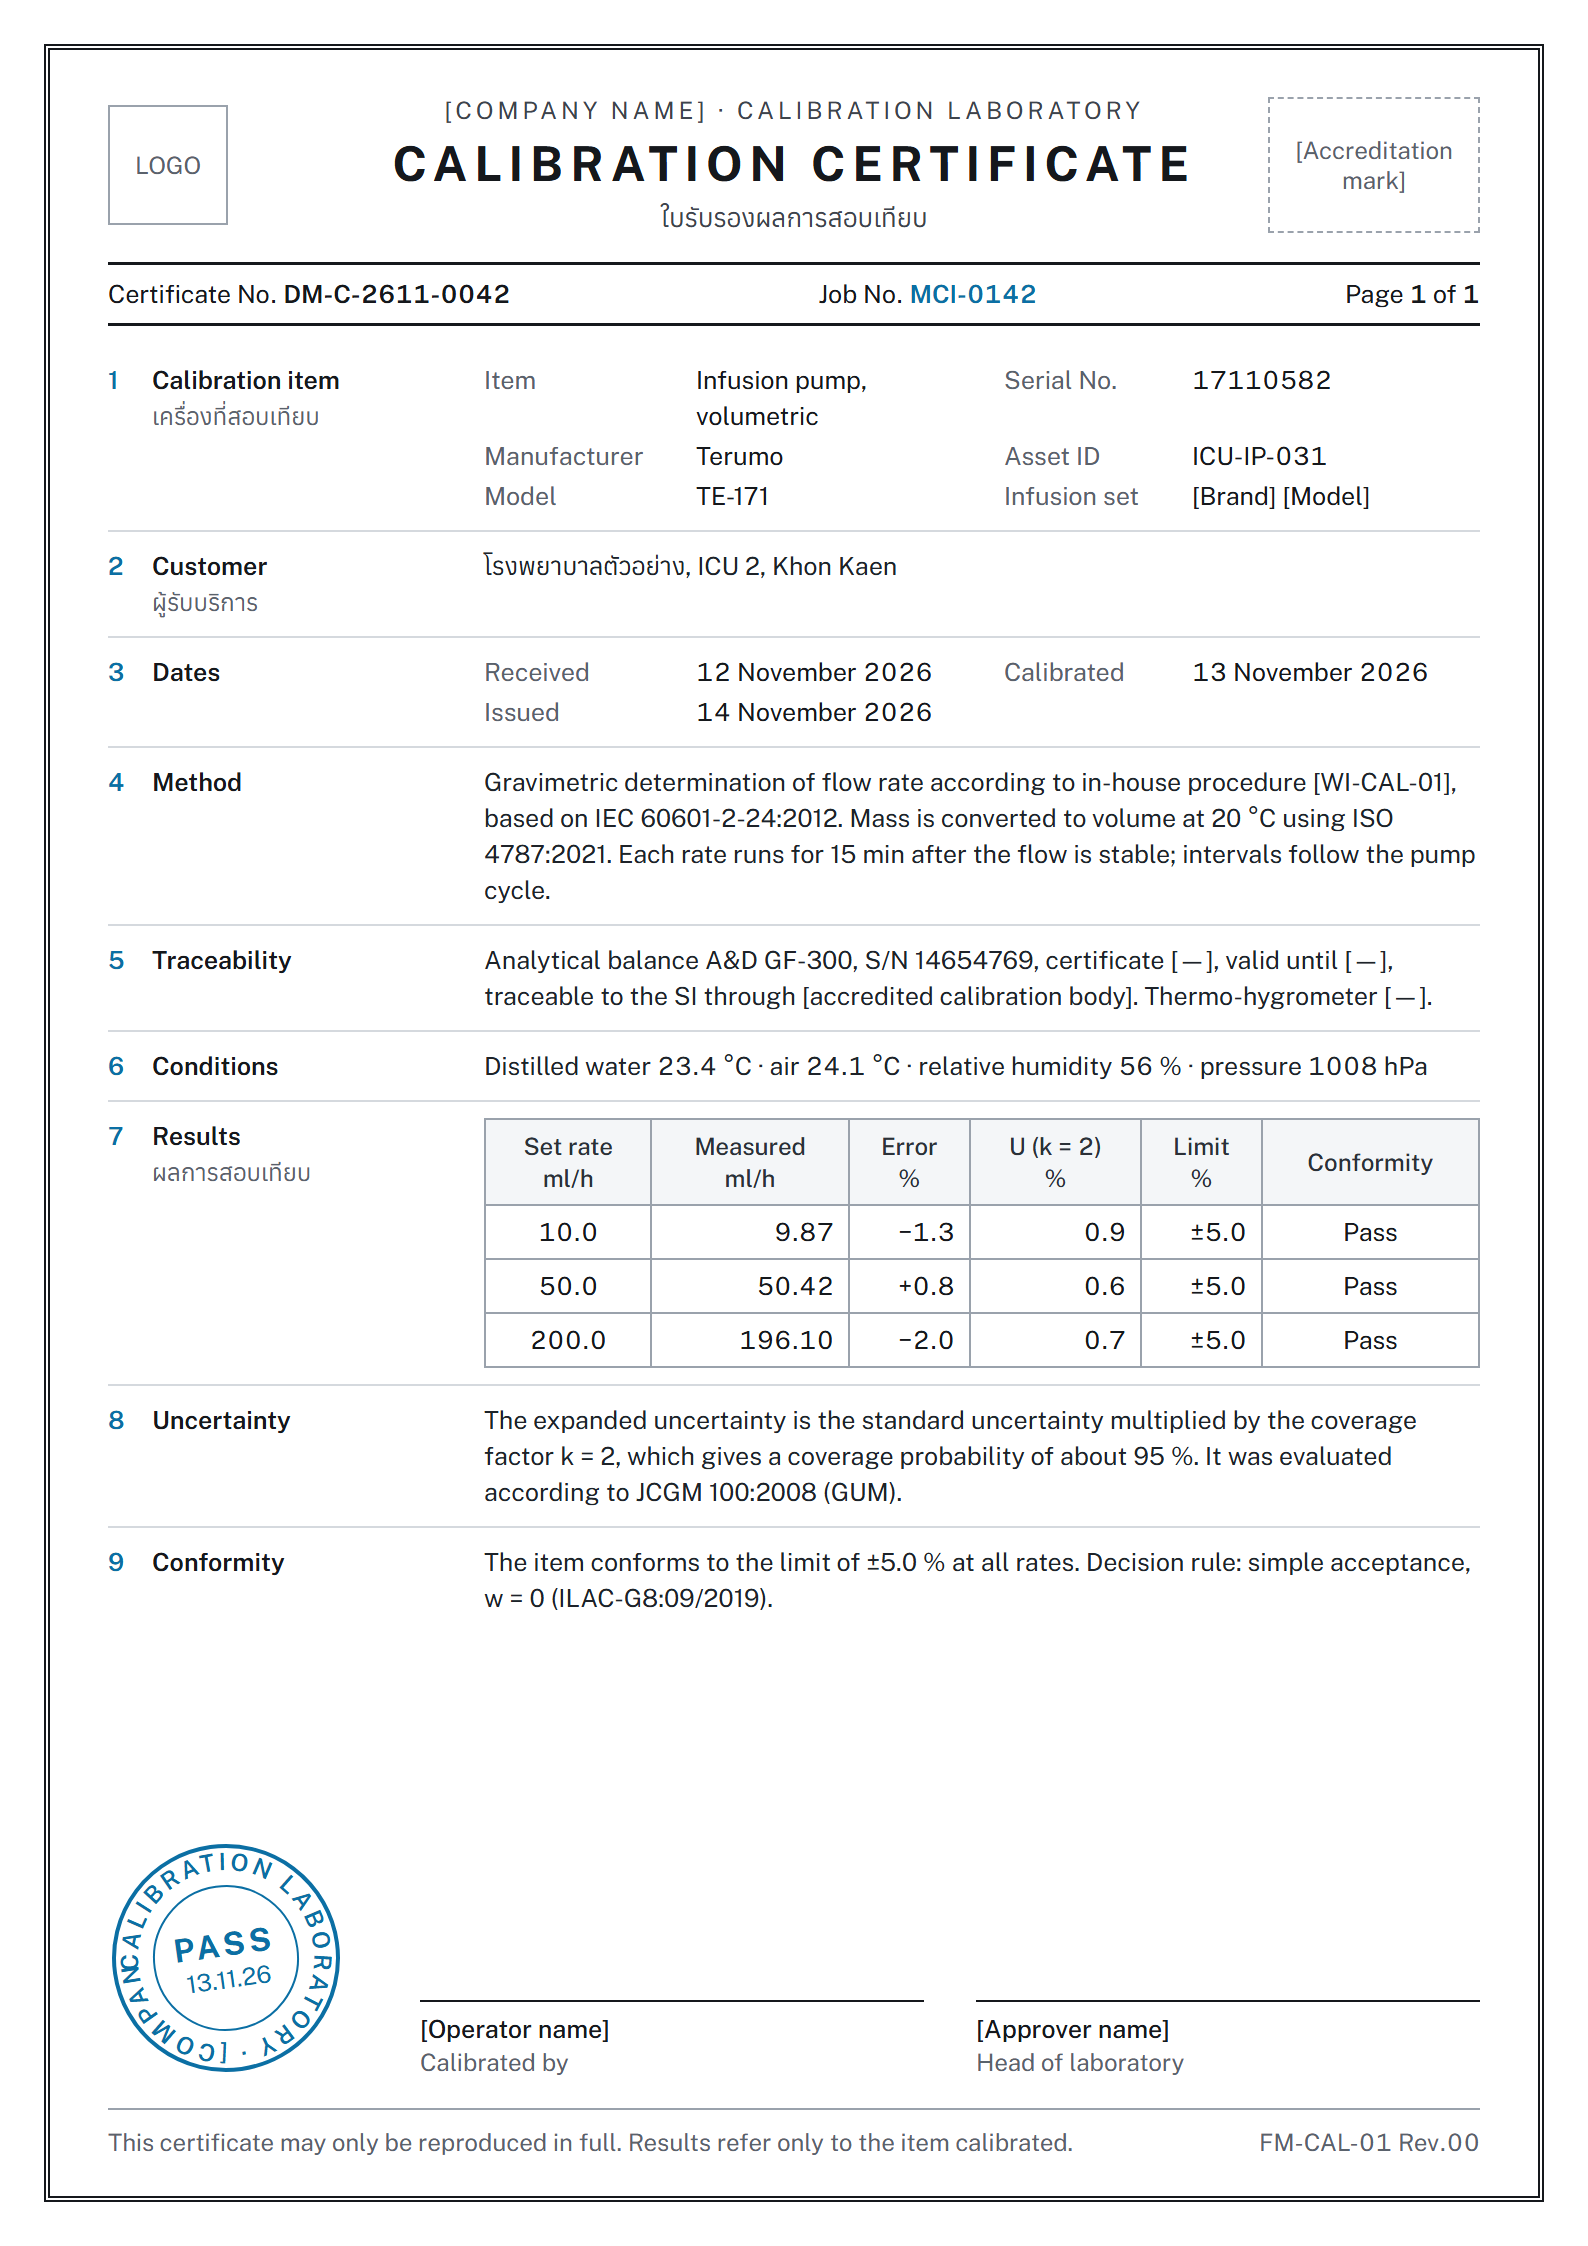 LOGO
[COMPANY NAME] · CALIBRATION LABORATORY
CALIBRATION CERTIFICATE
ใบรับรองผลการสอบเทียบ
[Accreditation
mark]
Certificate No. DM-C-2611-0042 Job No. MCI-0142 Page 1 of 1
1 Calibration item
เครื่องที่สอบเทียบ
Item Infusion pump, Serial No. 17110582
volumetric
Manufacturer Terumo Asset ID ICU-IP-031
Model TE-171 Infusion set [Brand] [Model]
2 Customer โรงพยาบาลตัวอย่าง, ICU 2, Khon Kaen
ผู้รับบริการ
3 Dates Received 12 November 2026 Calibrated 13 November 2026
Issued 14 November 2026
4 Method Gravimetric determination of flow rate according to in-house procedure [WI-CAL-01],
based on IEC 60601-2-24:2012. Mass is converted to volume at 20 °C using ISO
4787:2021. Each rate runs for 15 min after the flow is stable; intervals follow the pump
cycle.
5 Traceability Analytical balance A&D GF-300, S/N 14654769, certificate [—], valid until [—],
traceable to the SI through [accredited calibration body]. Thermo-hygrometer [—].
6 Conditions Distilled water 23.4 °C · air 24.1 °C · relative humidity 56 % · pressure 1008 hPa
7 Results
ผลการสอบเทียบ
Set rate Measured Error U (k = 2) Limit Conformity
ml/h ml/h % % %
10.0 9.87 −1.3 0.9 ±5.0 Pass
50.0 50.42 +0.8 0.6 ±5.0 Pass
200.0 196.10 −2.0 0.7 ±5.0 Pass
8 Uncertainty The expanded uncertainty is the standard uncertainty multiplied by the coverage
factor k = 2, which gives a coverage probability of about 95 %. It was evaluated
according to JCGM 100:2008 (GUM).
9 Conformity The item conforms to the limit of ±5.0 % at all rates. Decision rule: simple acceptance,
w = 0 (ILAC-G8:09/2019).
CALIBRATION LABORATORY · [COMPAN
PASS
13.11.26
[Operator name] [Approver name]
Calibrated by Head of laboratory
This certificate may only be reproduced in full. Results refer only to the item calibrated. FM-CAL-01 Rev.00